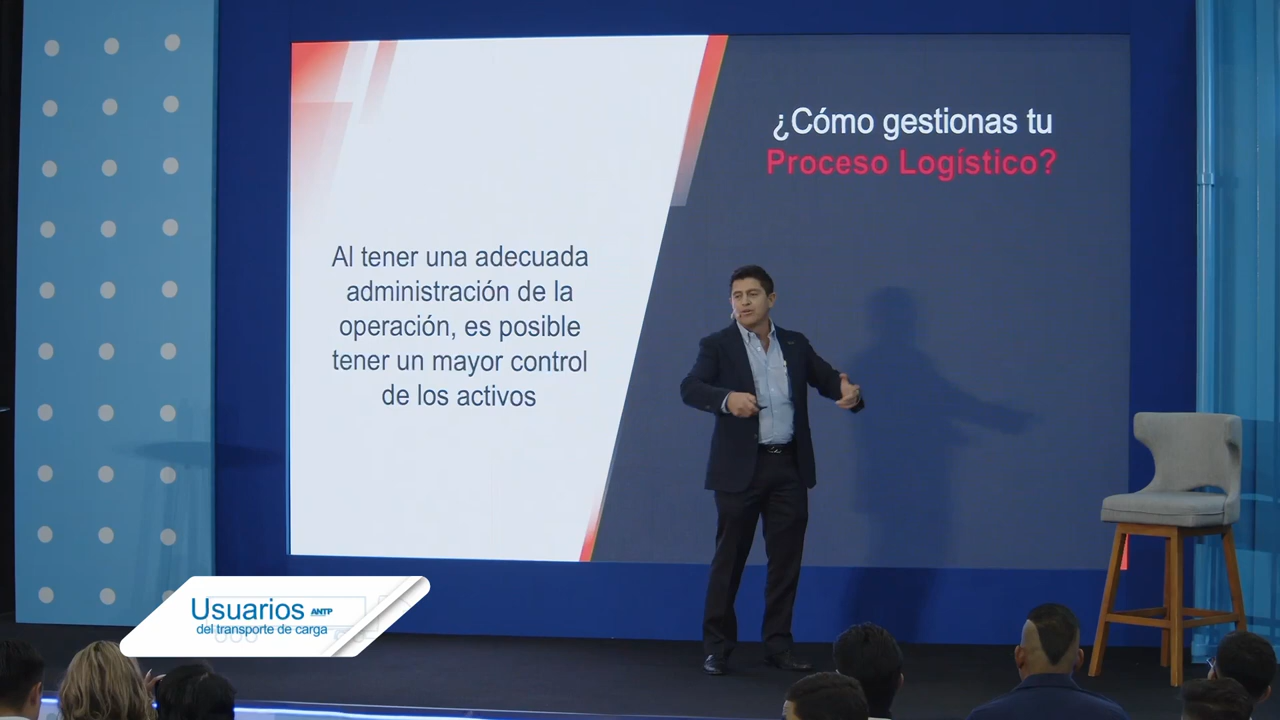 ¿Cómo gestionas tu
Proceso Logístico?
Al tener una adecuada
administración de la
operación, es posible
tener un mayor control
de los activos
Usuarios ANTP
del transporte de carga